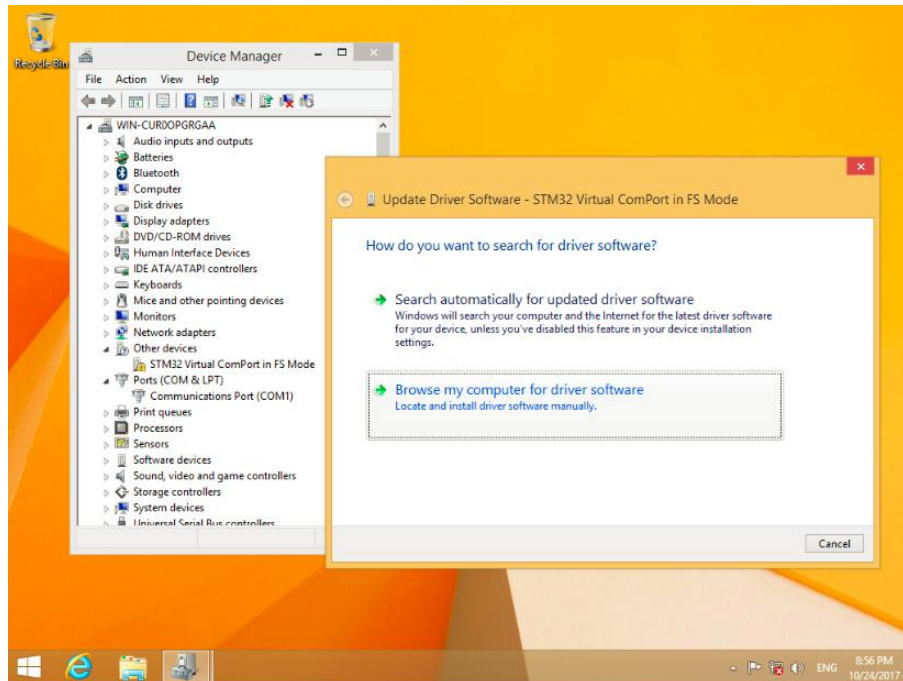 Recycle Bin
Device Manager
File Action View Help
WIN-CUR0OPGRGAA
Audio inputs and outputs
Batteries
Bluetooth
Computer
Disk drives
Display adapters
DVD/CD-ROM drives
Human Interface Devices
IDE ATA/ATAPI controllers
Keyboards
Mice and other pointing devices
Monitors
Network adapters
Other devices
STM32 Virtual ComPort in FS Mode
Ports (COM & LPT)
Communications Port (COM1)
Print queues
Processors
Sensors
Software devices
Sound, video and game controllers
Storage controllers
System devices
Universal Serial Bus controllers
Update Driver Software - STM32 Virtual ComPort in FS Mode
How do you want to search for driver software?
Search automatically for updated driver software
Windows will search your computer and the Internet for the latest driver software
for your device, unless you've disabled this feature in your device installation
settings.
Browse my computer for driver software
Locate and install driver software manually.
Cancel
ENG
8:56 PM
10/24/2017